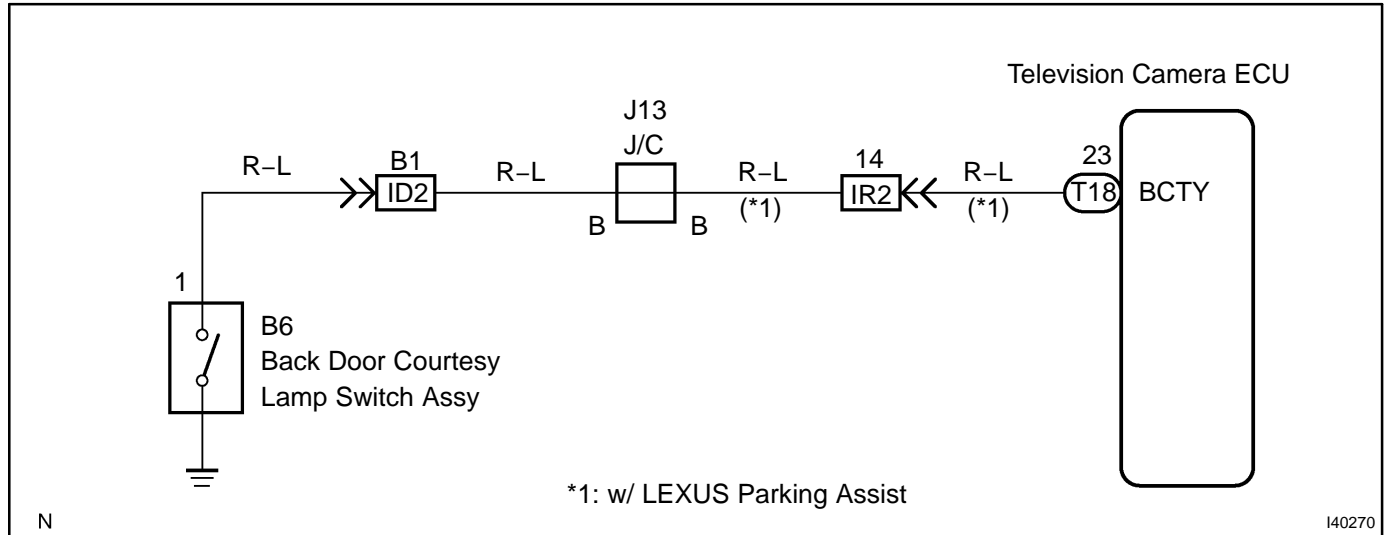 Television Camera ECU
J13
J/C
R–L
B1
ID2
R–L
B
B
R–L
(*1)
14
IR2
R–L
(*1)
23
T18
BCTY
1
B6
Back Door Courtesy
Lamp Switch Assy
*1: w/ LEXUS Parking Assist
N
I40270